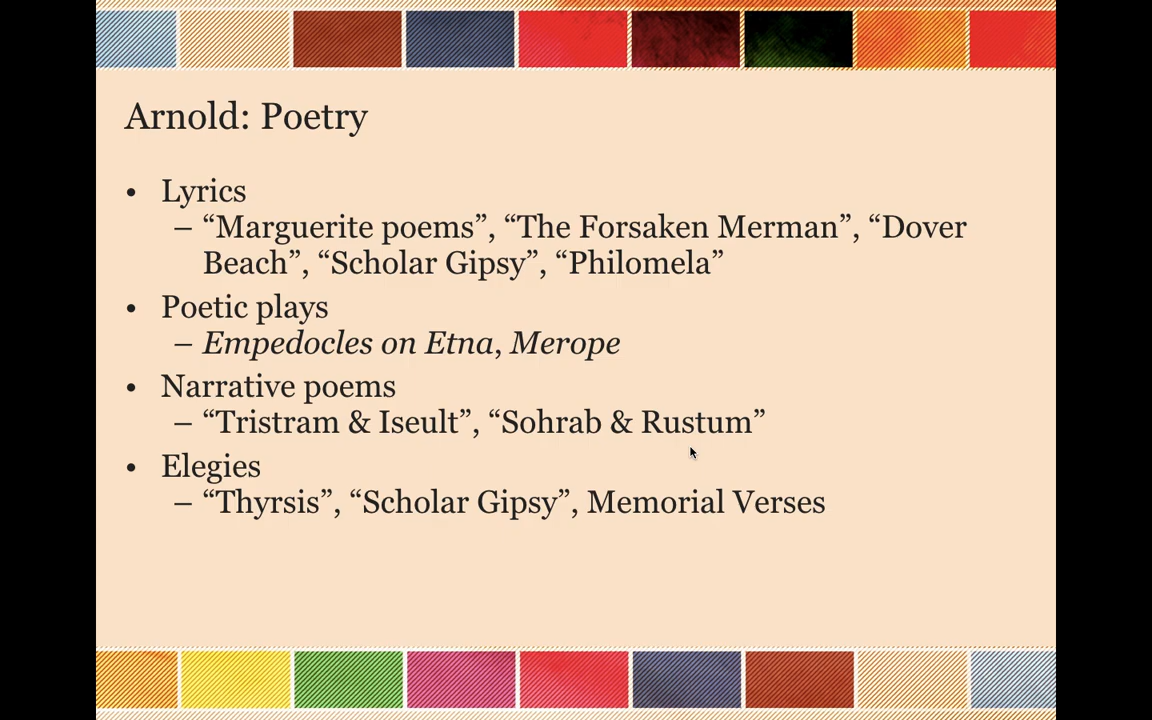 Arnold: Poetry
• Lyrics
– “Marguerite poems”, “The Forsaken Merman”, “Dover
Beach”, “Scholar Gipsy”, “Philomela”
• Poetic plays
– Empedocles on Etna, Merope
• Narrative poems
– “Tristram & Iseult”, “Sohrab & Rustum”
• Elegies
– “Thyrsis”, “Scholar Gipsy”, Memorial Verses